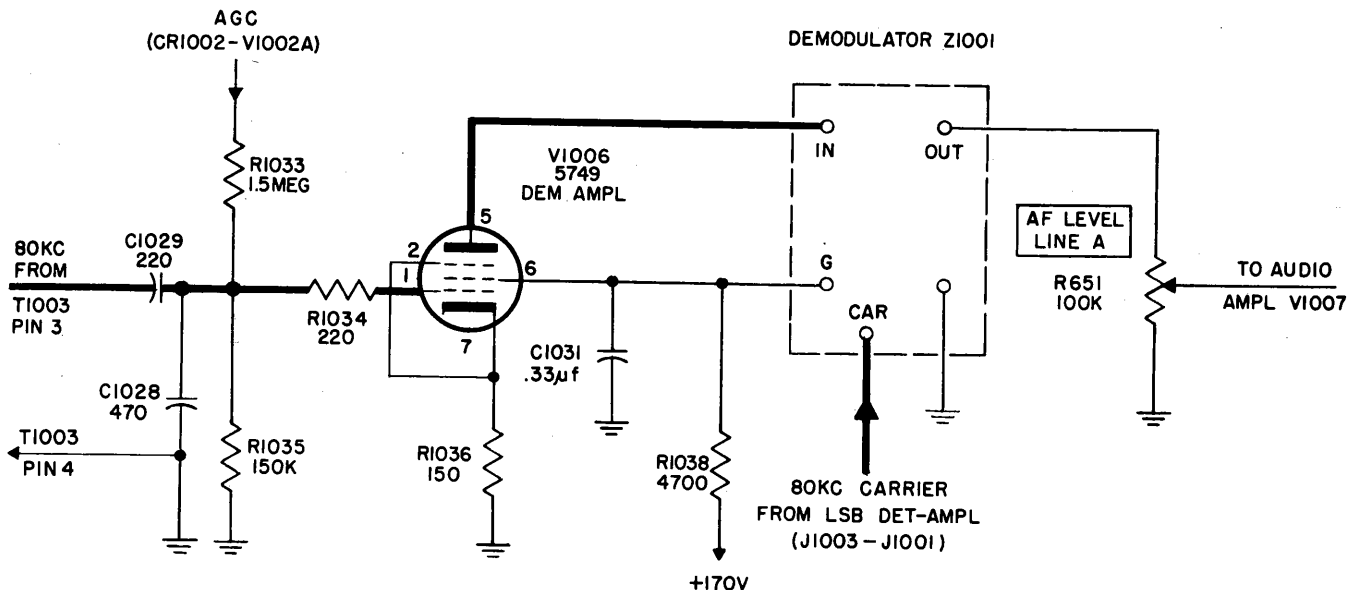 AGC
(CR1002-V1002A)
DEMODULATOR Z1001
R1033
1.5MEG
V1006
5749
DEM AMPL
IN
OUT
80KC
FROM
T1003
PIN 3
C1029
220
R1034
220
2
1
5
6
7
G
CAR
AF LEVEL
LINE A
R651
100K
TO AUDIO
AMPL V1007
C1028
470
T1003
PIN 4
R1035
150K
R1036
150
C1031
.33µf
R1038
4700
+170V
80KC CARRIER
FROM LSB DET-AMPL
(J1003-J1001)